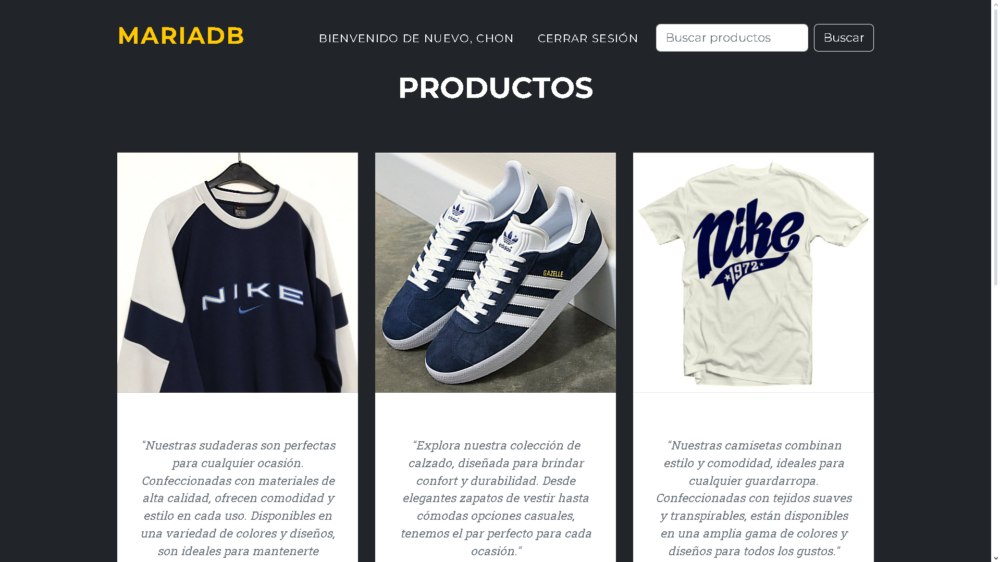 MARIADB
BIENVENIDO DE NUEVO, CHON
CERRAR SESIÓN
Buscar productos
Buscar
PRODUCTOS
NIKE
adidas
adidas
GAZELLE
Nike
1972
"Nuestras sudaderas son perfectas
para cualquier ocasión.
Confeccionadas con materiales de
alta calidad, ofrecen comodidad y
estilo en cada uso. Disponibles en
una variedad de colores y diseños,
son ideales para mantenerte
"Explora nuestra colección de
calzado, diseñada para brindar
confort y durabilidad. Desde
elegantes zapatos de vestir hasta
cómodas opciones casuales,
tenemos el par perfecto para cada
ocasión."
"Nuestras camisetas combinan
estilo y comodidad, ideales para
cualquier guardarropa.
Confeccionadas con tejidos suaves
y transpirables, están disponibles
en una amplia gama de colores y
diseños para todos los gustos."